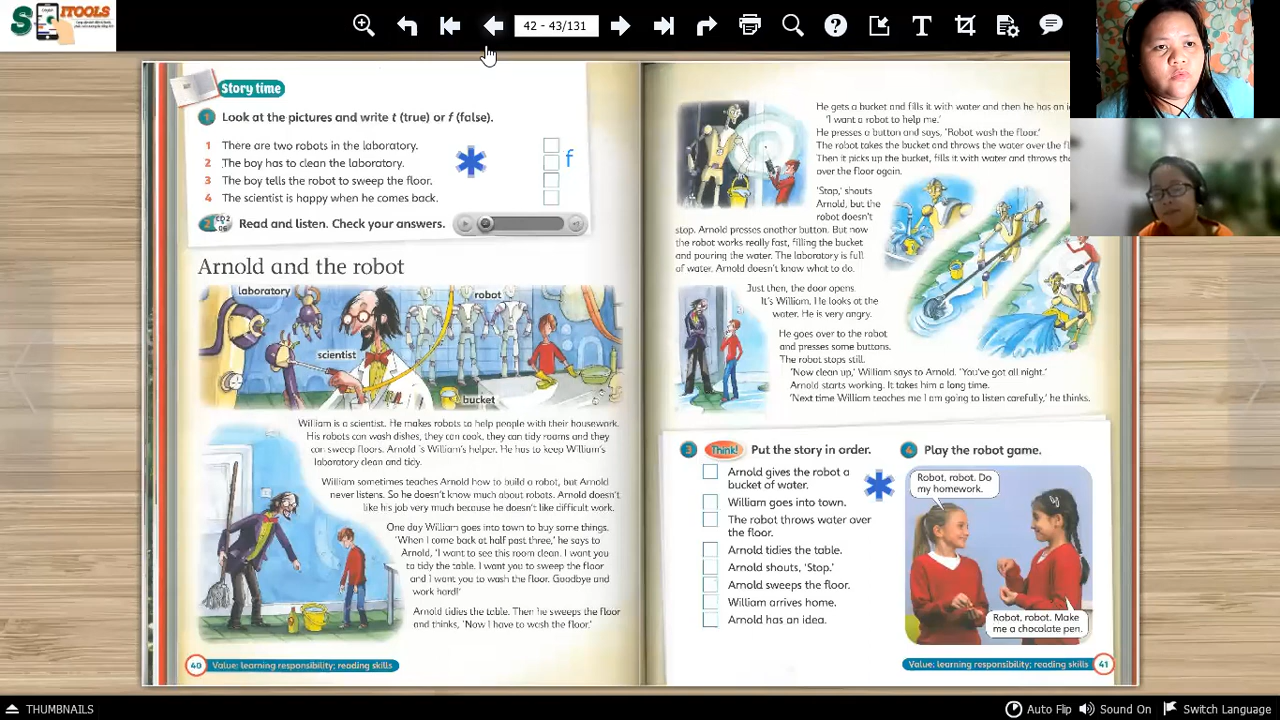 ITOOLS
42 - 43/131
Story time
1 Look at the pictures and write t (true) or f (false).
1 There are two robots in the laboratory.
2 The boy has to clean the laboratory. f
3 The boy tells the robot to sweep the floor.
4 The scientist is happy when he comes back.
2 CD2 06 Read and listen. Check your answers.
Arnold and the robot
laboratory
robot
scientist
bucket
William is a scientist. He makes robots to help people with their housework.
His robots can wash dishes, they can cook, they can tidy rooms and they
can sweep floors. Arnold 's William's helper. He has to keep William's
laboratory clean and tidy.
William sometimes teaches Arnold how to build a robot, but Arnold
never listens. So he doesn't know much about robots. Arnold doesn't
like his job very much because he doesn't like difficult work.
One day William goes into town to buy some things.
'When I come back at half past three,' he says to
Arnold, 'I want to see this room clean. I want you
to tidy the table. I want you to sweep the floor
and I want you to wash the floor. Goodbye and
work hard!'
Arnold tidies the table. Then he sweeps the floor
and thinks, 'Now I have to wash the floor.'
40 Value: learning responsibility; reading skills
He gets a bucket and fills it with water and then he has an
'I want a robot to help me.'
He presses a button and says, 'Robot wash the floor.'
The robot takes the bucket and throws the water over the
Then it picks up the bucket, fills it with water and throws
over the floor again.
'Stop,' shouts
Arnold, but the
robot doesn't
stop. Arnold presses another button. But now
the robot works really fast, filling the bucket
and pouring the water. The laboratory is full
of water. Arnold doesn't know what to do.
Just then, the door opens.
It's William. He looks at the
water. He is very angry.
He goes over to the robot
and presses some buttons.
The robot stops still.
'Now clean up,' William says to Arnold. 'You've got all night.'
Arnold starts working. It takes him a long time.
'Next time William teaches me I am going to listen carefully,' he thinks.
3 Think! Put the story in order.
Arnold gives the robot a
bucket of water.
William goes into town.
The robot throws water over
the floor.
Arnold tidies the table.
Arnold shouts, 'Stop.'
Arnold sweeps the floor.
William arrives home.
Arnold has an idea.
4 Play the robot game.
Robot, robot. Do
my homework.
Robot, robot. Make
me a chocolate pen.
Value: learning responsibility; reading skills 41
THUMBNAILS
Auto Flip
Sound On
Switch Language